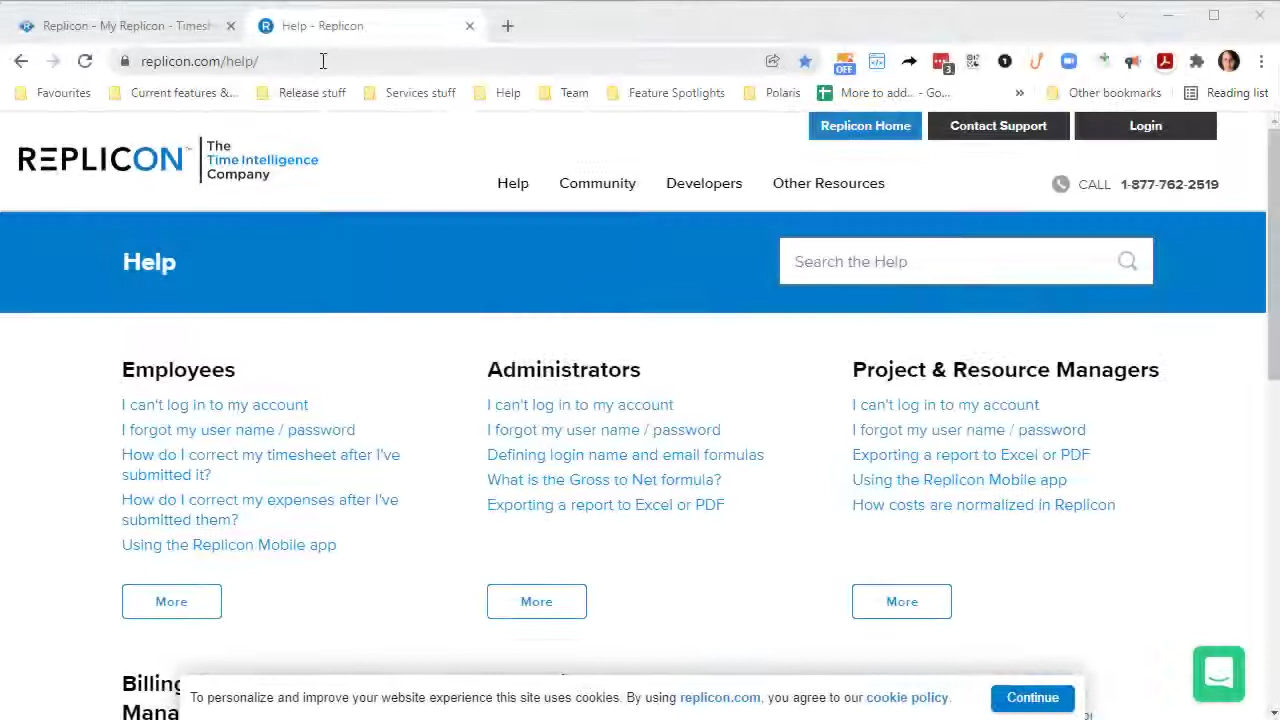 Replicon - My Replicon - Timesh
Help - Replicon
replicon.com/help/
OFF
3
Favourites
Current features &...
Release stuff
Services stuff
Help
Team
Feature Spotlights
Polaris
More to add... - Go...
»
Other bookmarks
Reading list
Replicon Home
Contact Support
Login
REPLICON
The
Time Intelligence
Company
Help
Community
Developers
Other Resources
CALL 1-877-762-2519
Help
Search the Help
Employees
I can't log in to my account
I forgot my user name / password
How do I correct my timesheet after I've
submitted it?
How do I correct my expenses after I've
submitted them?
Using the Replicon Mobile app
More
Administrators
I can't log in to my account
I forgot my user name / password
Defining login name and email formulas
What is the Gross to Net formula?
Exporting a report to Excel or PDF
More
Project & Resource Managers
I can't log in to my account
I forgot my user name / password
Exporting a report to Excel or PDF
Using the Replicon Mobile app
How costs are normalized in Replicon
More
Billing
Mana
To personalize and improve your website experience this site uses cookies. By using replicon.com, you agree to our cookie policy.
Continue